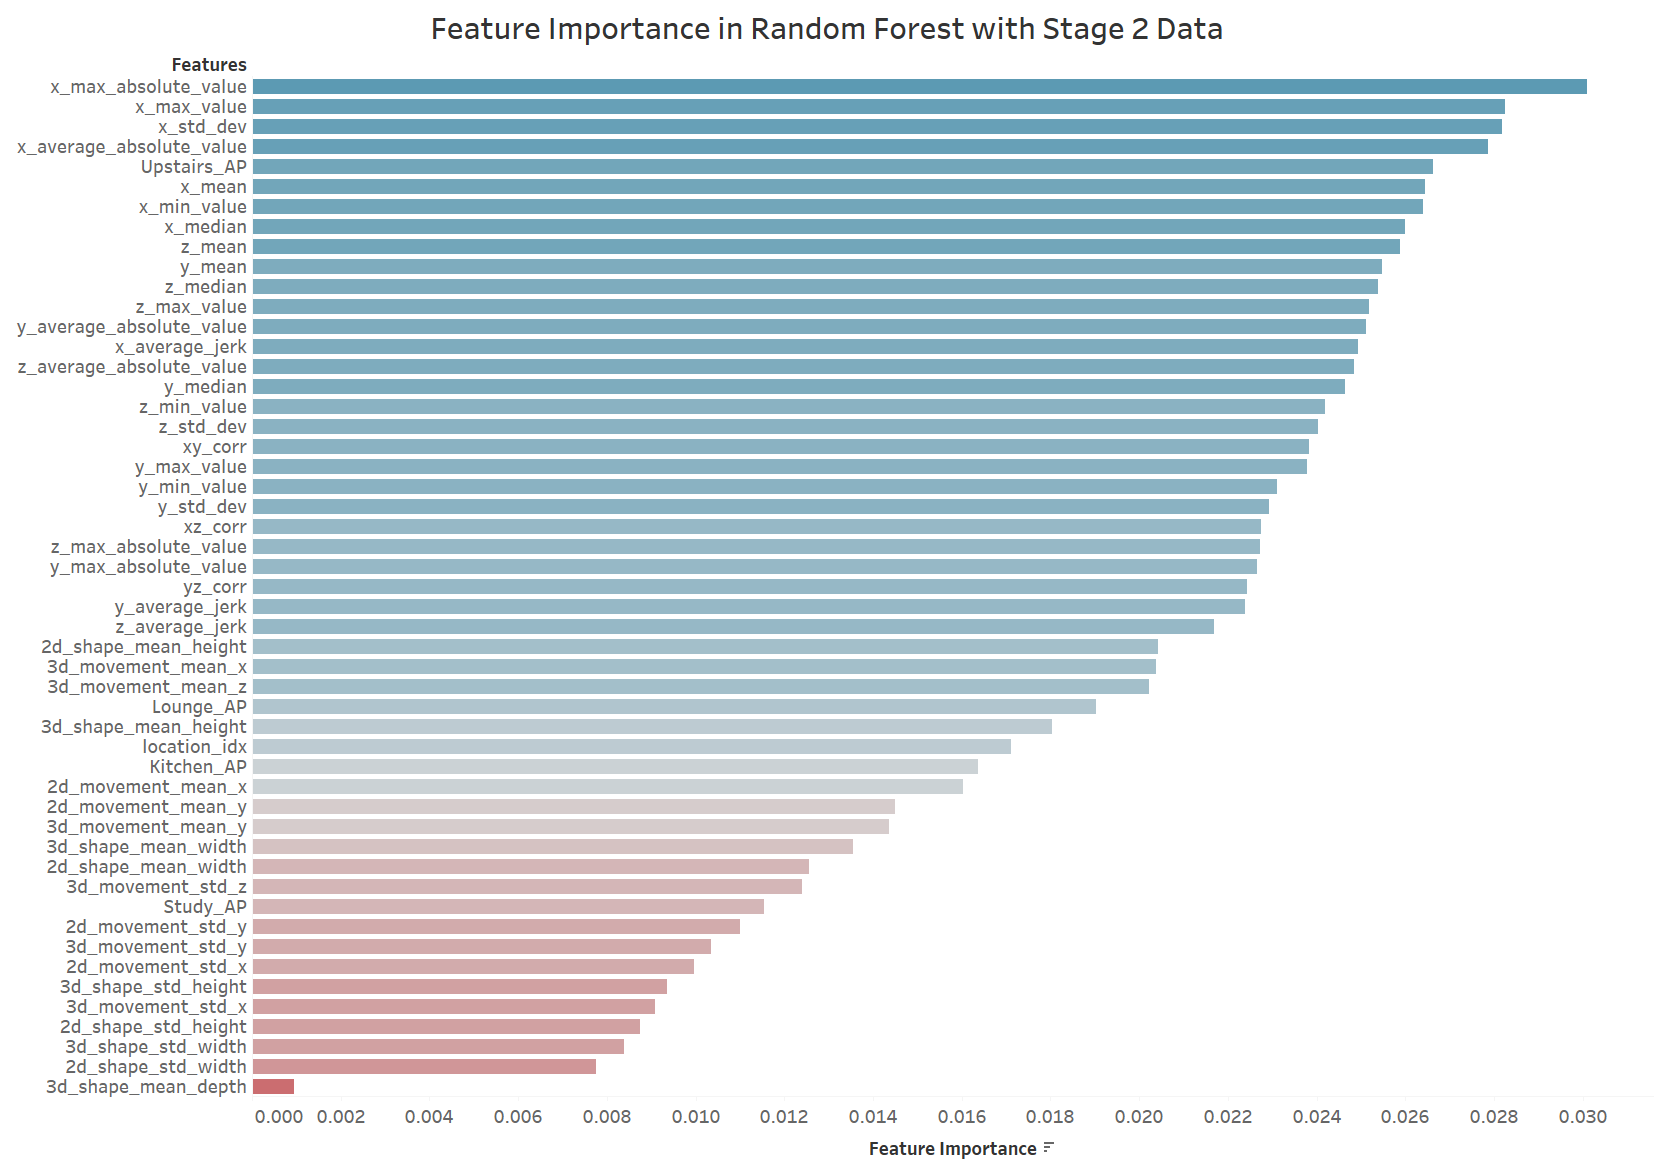 Feature Importance in Random Forest with Stage 2 Data
Features
x_max_absolute_value
x_max_value
x_std_dev
x_average_absolute_value
Upstairs_AP
x_mean
x_min_value
x_median
z_mean
y_mean
z_median
z_max_value
y_average_absolute_value
x_average_jerk
z_average_absolute_value
y_median
z_min_value
z_std_dev
xy_corr
y_max_value
y_min_value
y_std_dev
xz_corr
z_max_absolute_value
y_max_absolute_value
yz_corr
y_average_jerk
z_average_jerk
2d_shape_mean_height
3d_movement_mean_x
3d_movement_mean_z
Lounge_AP
3d_shape_mean_height
location_idx
Kitchen_AP
2d_movement_mean_x
2d_movement_mean_y
3d_movement_mean_y
3d_shape_mean_width
2d_shape_mean_width
3d_movement_std_z
Study_AP
2d_movement_std_y
3d_movement_std_y
2d_movement_std_x
3d_shape_std_height
3d_movement_std_x
2d_shape_std_height
3d_shape_std_width
2d_shape_std_width
3d_shape_mean_depth
0.000 0.002 0.004 0.006 0.008 0.010 0.012 0.014 0.016 0.018 0.020 0.022 0.024 0.026 0.028 0.030
Feature Importance